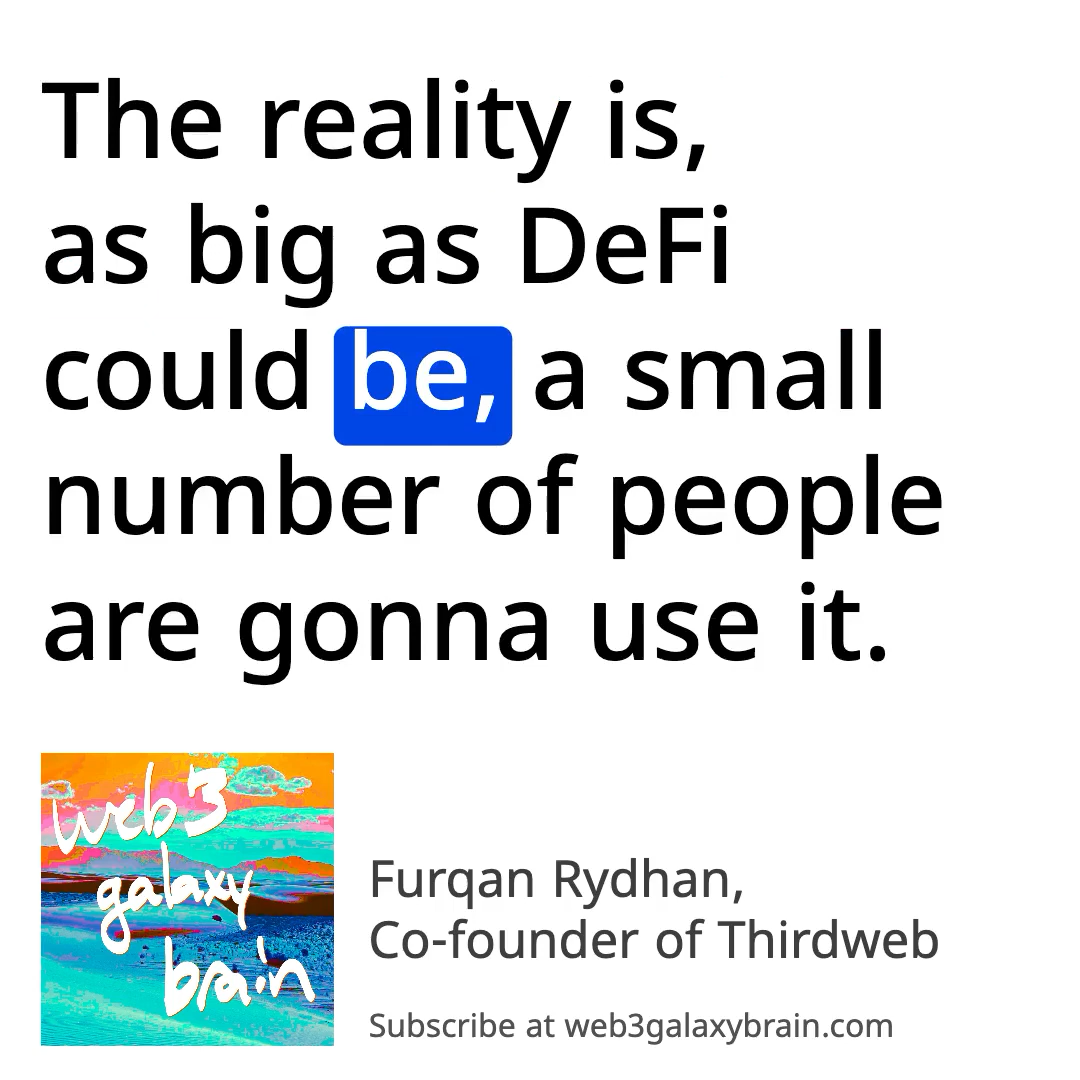 The reality is,
as big as DeFi
could be, a small
number of people
are gonna use it.
web3
galaxy
brain
Furqan Rydhan,
Co-founder of Thirdweb
Subscribe at web3galaxybrain.com